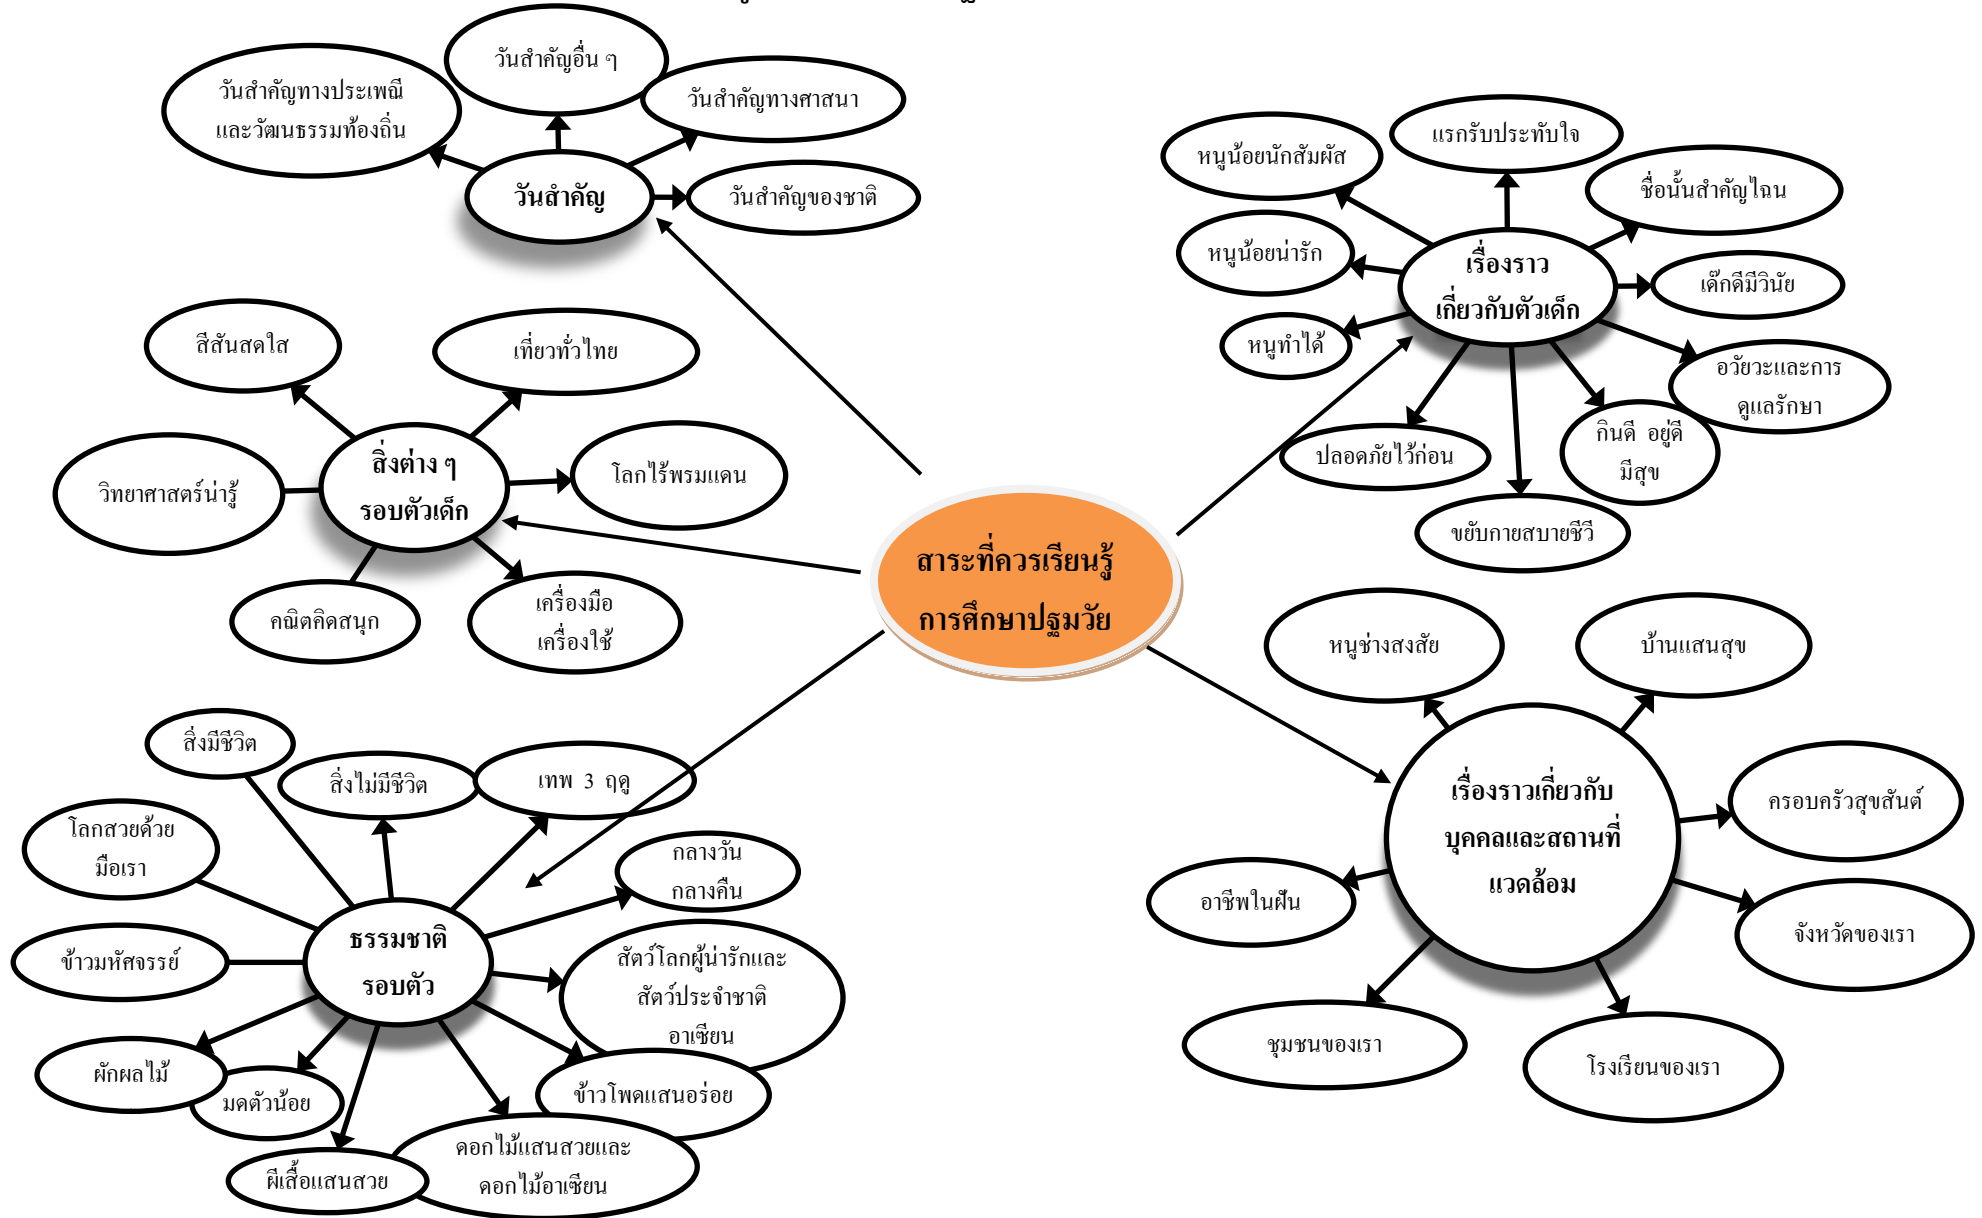 วันสำคัญอื่น ๆ
วันสำคัญทางประเพณี
และวัฒนธรรมท้องถิ่น
วันสำคัญทางศาสนา
วันสำคัญของชาติ
วันสำคัญ
หนูน้อยนักสัมผัส
แรกรับประทับใจ
ชื่อนั้นสำคัญไฉน
หนูน้อยน่ารัก
เรื่องราว
เกี่ยวกับตัวเด็ก
เด๊กดีมีวินัย
หนูทำได้
อวัยวะและการ
ดูแลรักษา
ปลอดภัยไว้ก่อน
กินดี อยู่ดี
มีสุข
ขยับกายสบายชีวี
สีสันสดใส
เที่ยวทั่วไทย
วิทยาศาสตร์น่ารู้
สิ่งต่าง ๆ
รอบตัวเด็ก
โลกไร้พรมแดน
คณิตคิดสนุก
เครื่องมือ
เครื่องใช้
สาระที่ควรเรียนรู้
การศึกษาปฐมวัย
หนูช่างสงสัย
บ้านแสนสุข
เรื่องราวเกี่ยวกับ
บุคคลและสถานที่
แวดล้อม
ครอบครัวสุขสันต์
อาชีพในฝัน
จังหวัดของเรา
ชุมชนของเรา
โรงเรียนของเรา
สิ่งมีชีวิต
สิ่งไม่มีชีวิต
เทพ 3 ฤดู
โลกสวยด้วย
มือเรา
กลางวัน
กลางคืน
ข้าวมหัศจรรย์
ธรรมชาติ
รอบตัว
สัตว์โลกผู้น่ารักและ
สัตว์ประจำชาติ
อาเซียน
ผักผลไม้
มดตัวน้อย
ข้าวโพดแสนอร่อย
ผีเสื้อแสนสวย
ดอกไม้แสนสวยและ
ดอกไม้อาเซียน